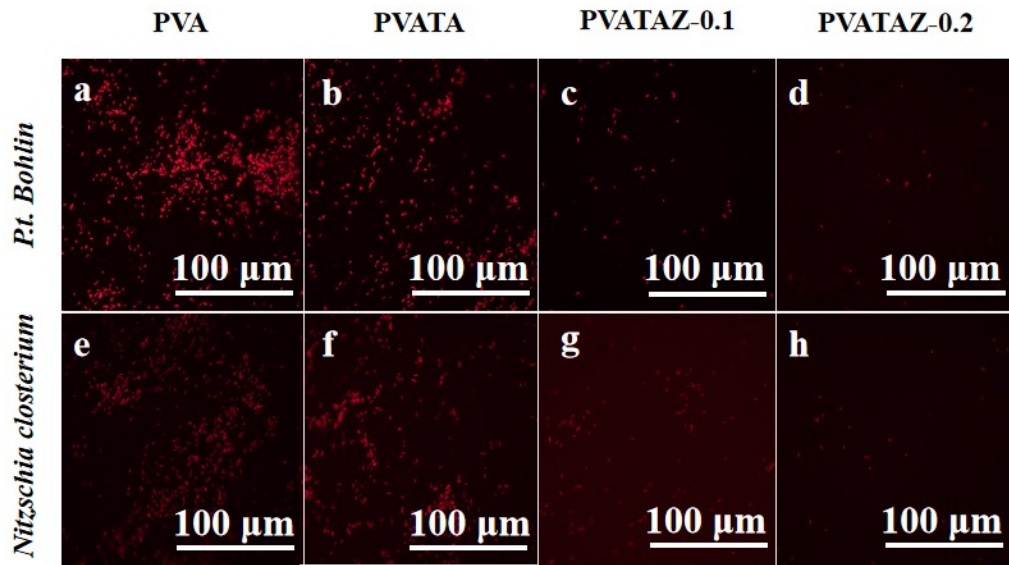 PVA PVATA PVATAZ-0.1 PVATAZ-0.2
P.t. Bohlin
a b c d
100 µm 100 µm 100 µm 100 µm
Nitzschia closterium
e f g h
100 µm 100 µm 100 µm 100 µm